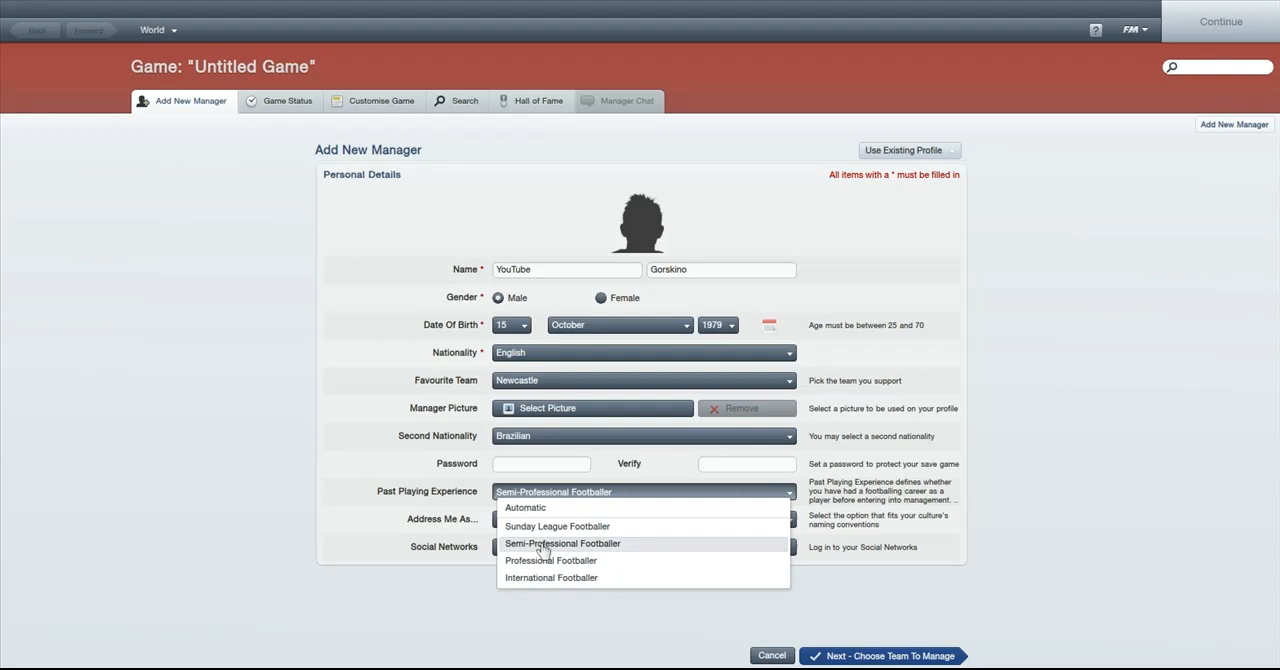 Back Forward World FM Continue
Game: "Untitled Game"
Add New Manager Game Status Customise Game Search Hall of Fame Manager Chat
Add New Manager
Add New Manager Use Existing Profile
Personal Details All items with a * must be filled in
Name * YouTube Gorskino
Gender * Male Female
Date Of Birth * 15 October 1979 Age must be between 25 and 70
Nationality * English
Favourite Team Newcastle Pick the team you support
Manager Picture Select Picture Remove Select a picture to be used on your profile
Second Nationality Brazilian You may select a second nationality
Password Verify Set a password to protect your save game
Past Playing Experience Semi-Professional Footballer Past Playing Experience defines whether
you have had a footballing career as a
player before entering into management. ..
Automatic
Address Me As... Sunday League Footballer Select the option that fits your culture's
naming conventions
Semi-Professional Footballer
Social Networks Log in to your Social Networks
Professional Footballer
International Footballer
Cancel Next - Choose Team To Manage